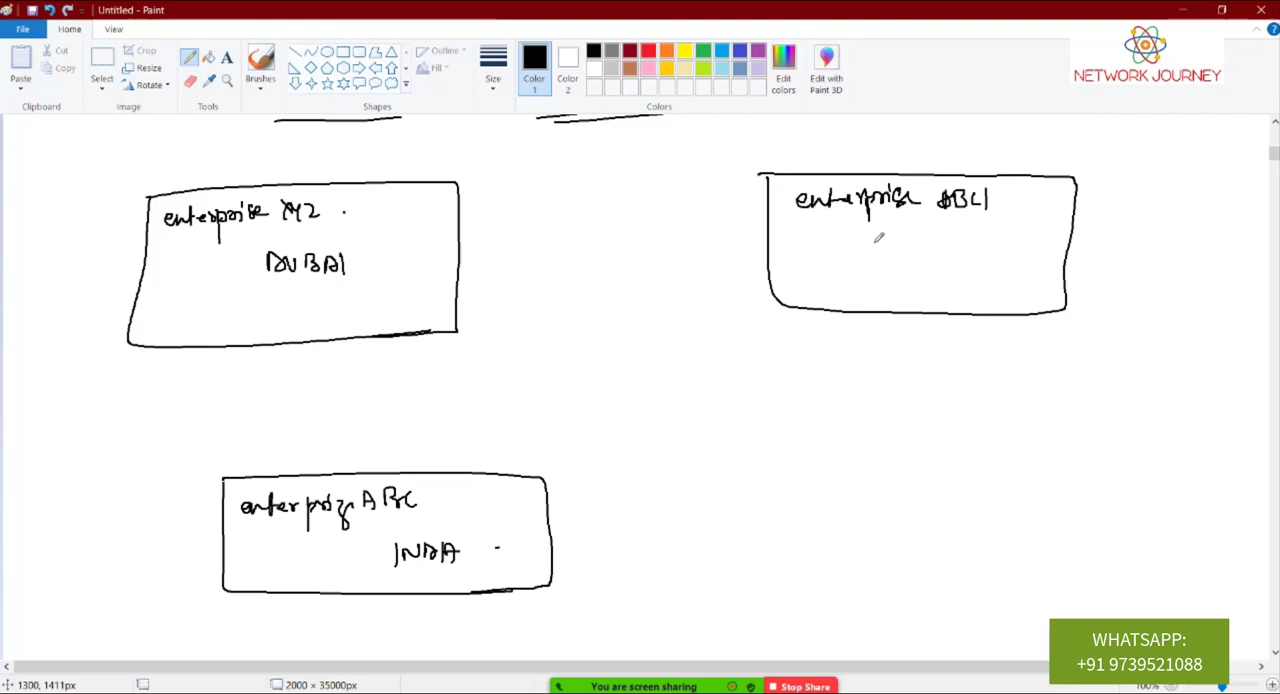 Untitled - Paint
File
Home
View
Paste
Cut
Copy
Clipboard
Select
Crop
Resize
Rotate
Image
Tools
Brushes
Shapes
Outline
Fill
Size
Color 1
Color 2
Colors
Edit colors
Edit with Paint 3D
NETWORK JOURNEY
enterprise XYZ
DUBAI
enterprise ABC1
enterprise ABC
INDIA
WHATSAPP:
+91 9739521088
1300, 1411px
2000 × 35000px
You are screen sharing
Stop Share
100%